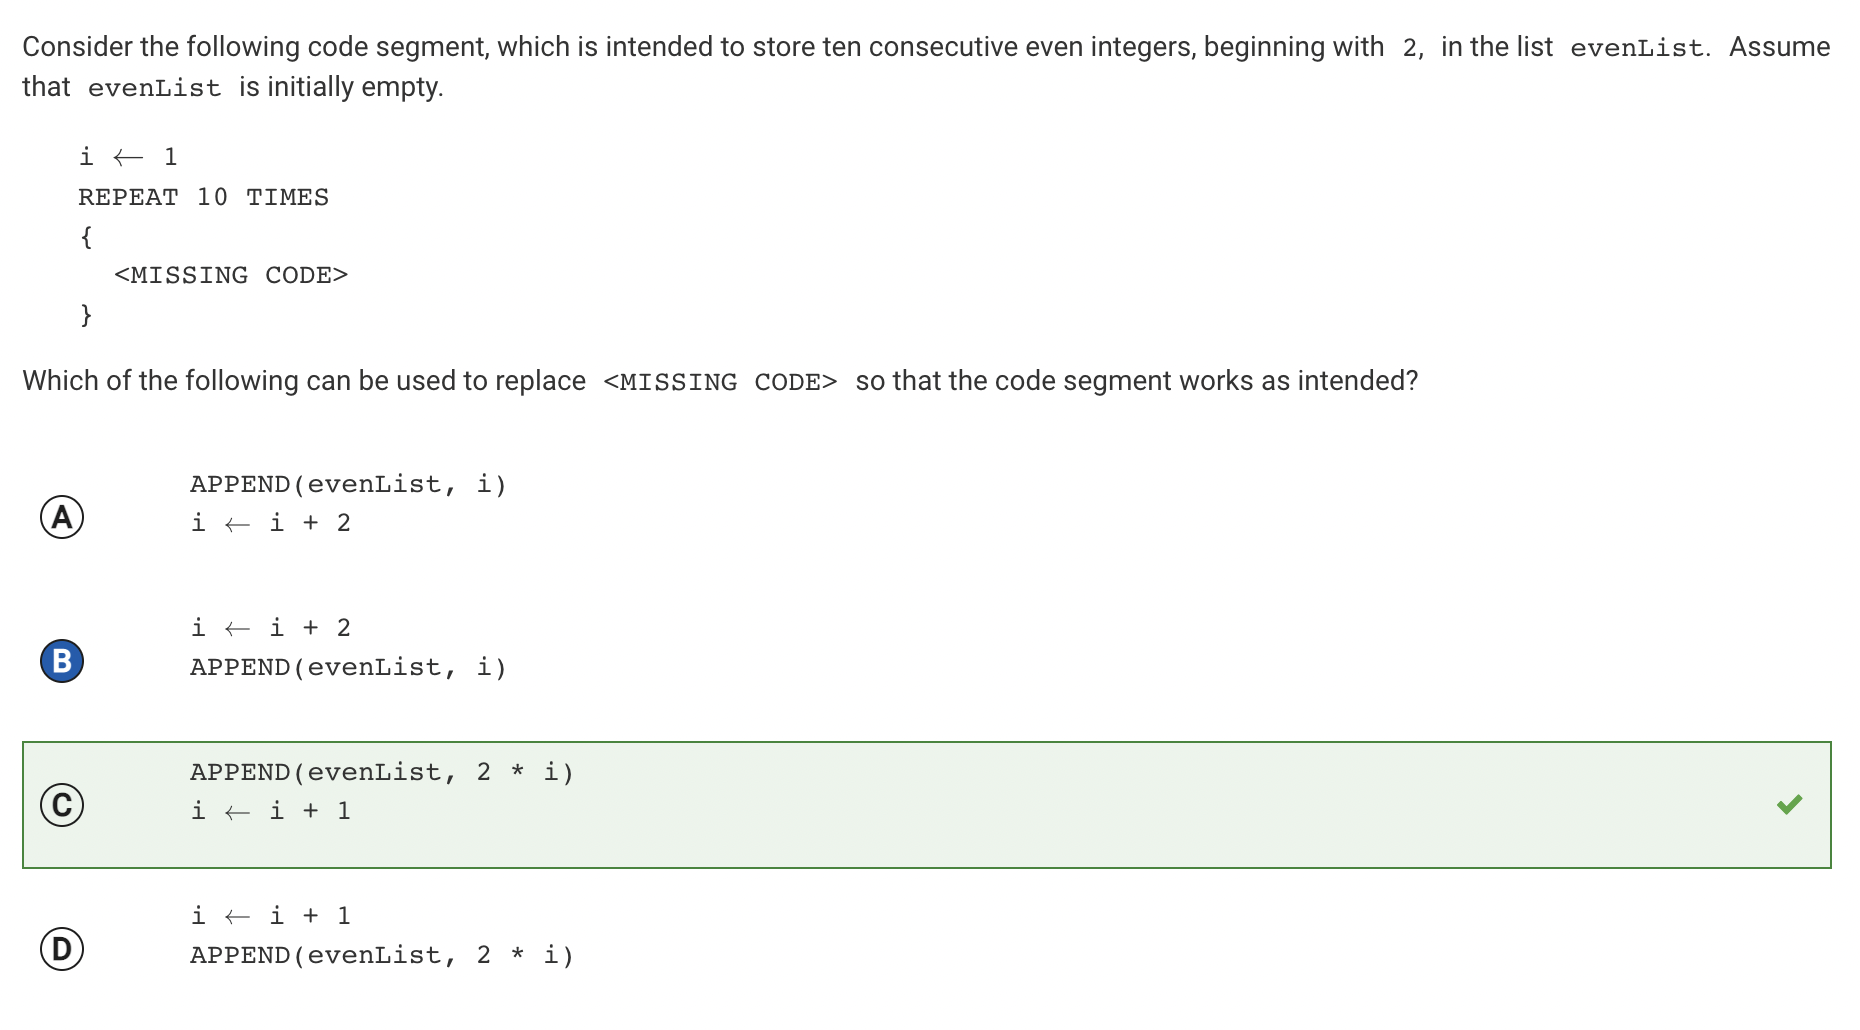 Consider the following code segment, which is intended to store ten consecutive even integers, beginning with 2, in the list evenList. Assume
that evenList is initially empty.
i ← 1
REPEAT 10 TIMES
{
<MISSING CODE>
}
Which of the following can be used to replace <MISSING CODE> so that the code segment works as intended?
A
APPEND(evenList, i)
i ← i + 2
B
i ← i + 2
APPEND(evenList, i)
C
APPEND(evenList, 2 * i)
i ← i + 1
D
i ← i + 1
APPEND(evenList, 2 * i)